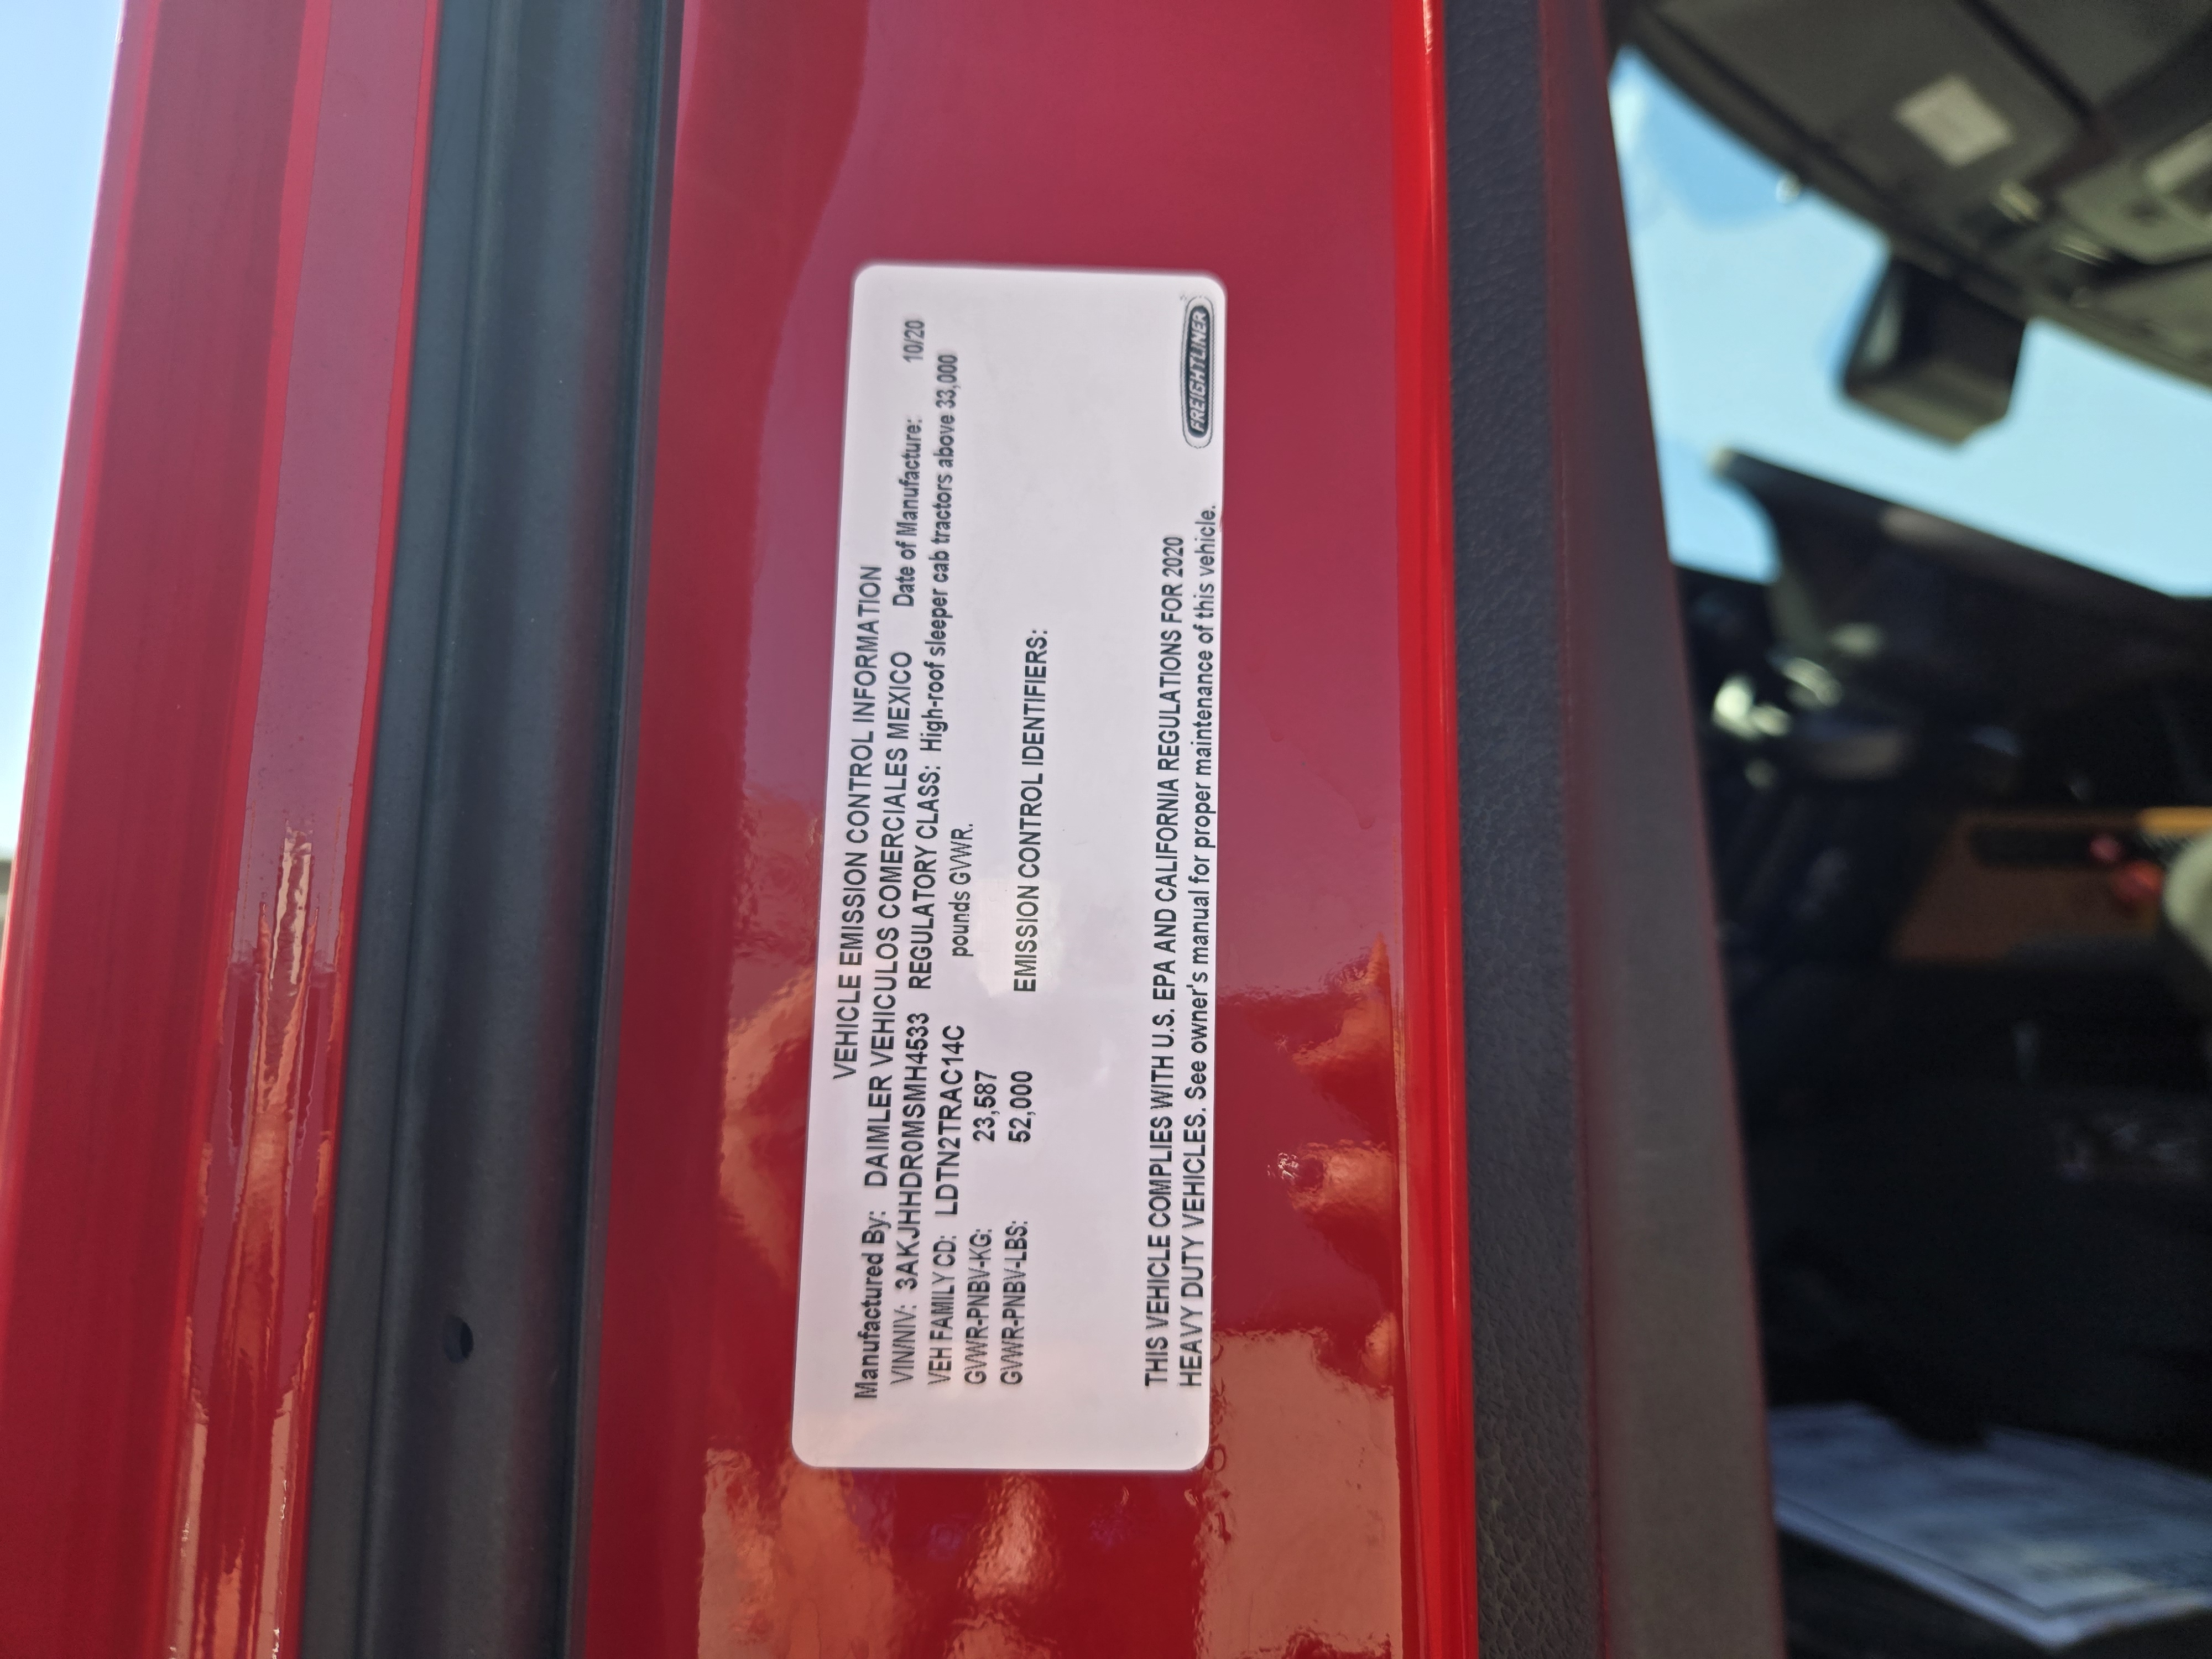 VEHICLE EMISSION CONTROL INFORMATION
Manufactured By: DAIMLER VEHICULOS COMERCIALES MEXICO Date of Manufacture: 10/20
VIN/NIV: 3AKJHHDR0MSMH4533 REGULATORY CLASS: High-roof sleeper cab tractors above 33,000
VEH FAMILY CD: LDTN2TRAC14C pounds GVWR.
GVWR-PNBV-KG: 23,587
GVWR-PNBV-LBS: 52,000 EMISSION CONTROL IDENTIFIERS:
THIS VEHICLE COMPLIES WITH U.S. EPA AND CALIFORNIA REGULATIONS FOR 2020
HEAVY DUTY VEHICLES. See owner's manual for proper maintenance of this vehicle.
FREIGHTLINER